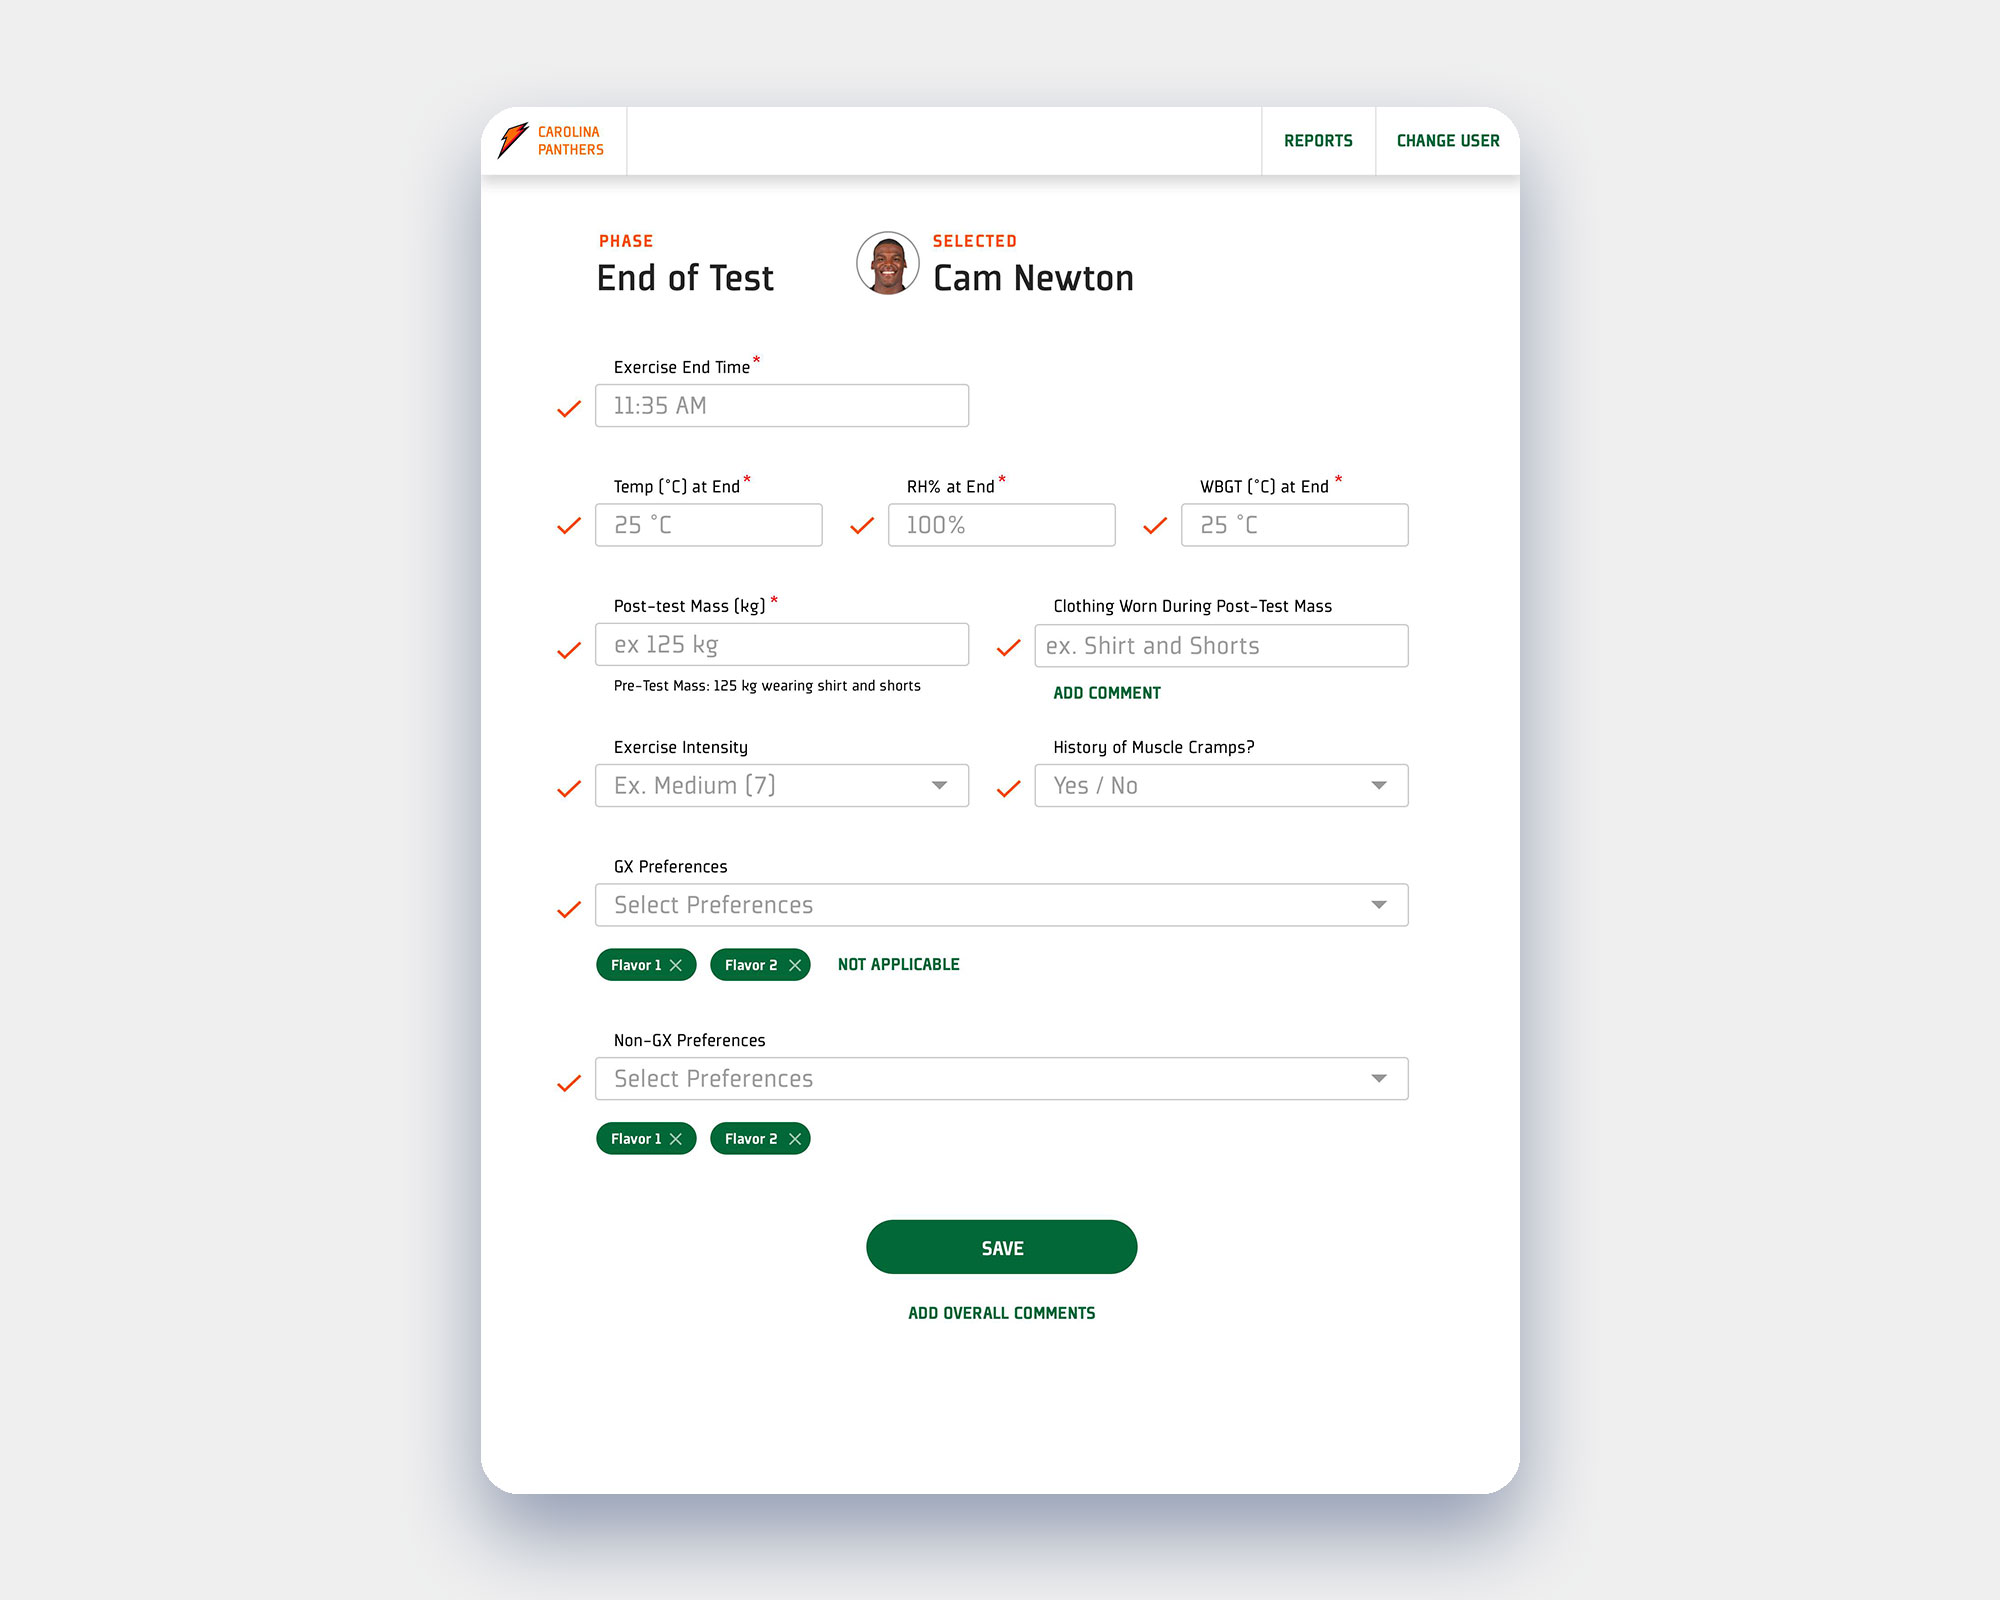 CAROLINA
PANTHERS
REPORTS
CHANGE USER
PHASE
End of Test
SELECTED
Cam Newton
Exercise End Time*
11:35 AM
Temp (°C) at End*
25 °C
RH% at End*
100%
WBGT (°C) at End *
25 °C
Post-test Mass (kg) *
ex 125 kg
Pre-Test Mass: 125 kg wearing shirt and shorts
Clothing Worn During Post-Test Mass
ex. Shirt and Shorts
ADD COMMENT
Exercise Intensity
Ex. Medium (7)
History of Muscle Cramps?
Yes / No
GX Preferences
Select Preferences
Flavor 1
Flavor 2
NOT APPLICABLE
Non-GX Preferences
Select Preferences
Flavor 1
Flavor 2
SAVE
ADD OVERALL COMMENTS